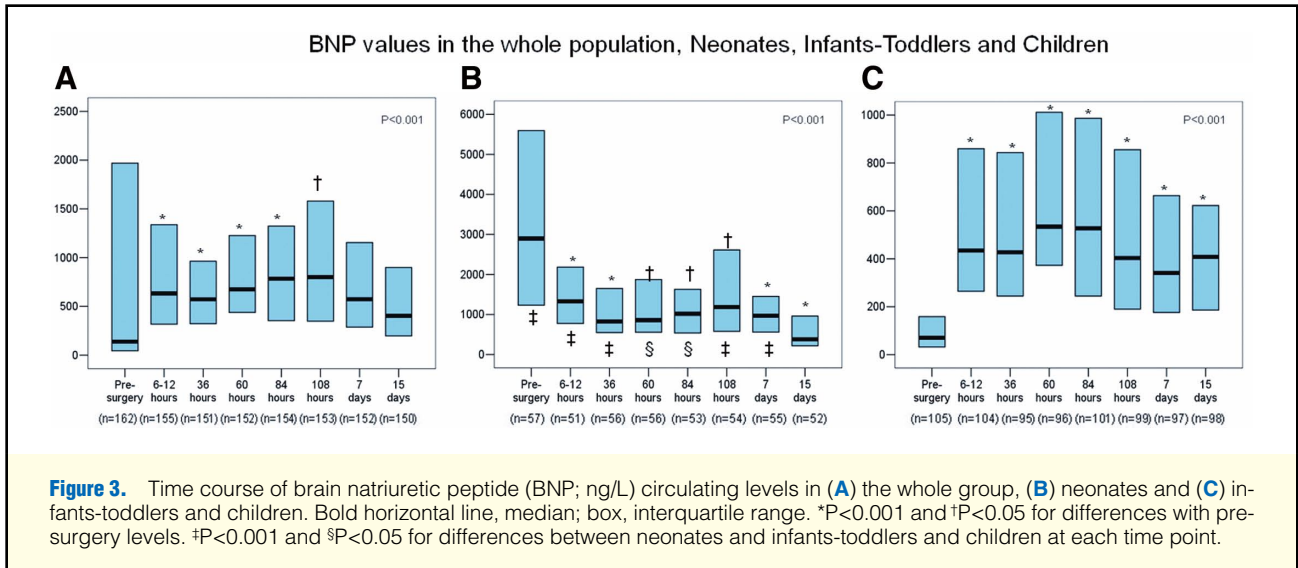 BNP values in the whole population, Neonates, Infants-Toddlers and Children
A
2500
2000
1500
1000
500
0
P<0.001
*
*
*
*
†
Pre-surgery
6-12 hours
36 hours
60 hours
84 hours
108 hours
7 days
15 days
(n=162) (n=155) (n=151) (n=152) (n=154) (n=153) (n=152) (n=150)
B
6000
5000
4000
3000
2000
1000
0
P<0.001
*
*
†
†
†
*
*
‡
‡
‡
§
§
‡
‡
Pre-surgery
6-12 hours
36 hours
60 hours
84 hours
108 hours
7 days
15 days
(n=57) (n=51) (n=56) (n=56) (n=53) (n=54) (n=55) (n=52)
C
1000
800
600
400
200
0
P<0.001
*
*
*
*
*
*
*
Pre-surgery
6-12 hours
36 hours
60 hours
84 hours
108 hours
7 days
15 days
(n=105) (n=104) (n=95) (n=96) (n=101) (n=99) (n=97) (n=98)
Figure 3. Time course of brain natriuretic peptide (BNP; ng/L) circulating levels in (A) the whole group, (B) neonates and (C) in-
fants-toddlers and children. Bold horizontal line, median; box, interquartile range. *P<0.001 and †P<0.05 for differences with pre-
surgery levels. ‡P<0.001 and §P<0.05 for differences between neonates and infants-toddlers and children at each time point.